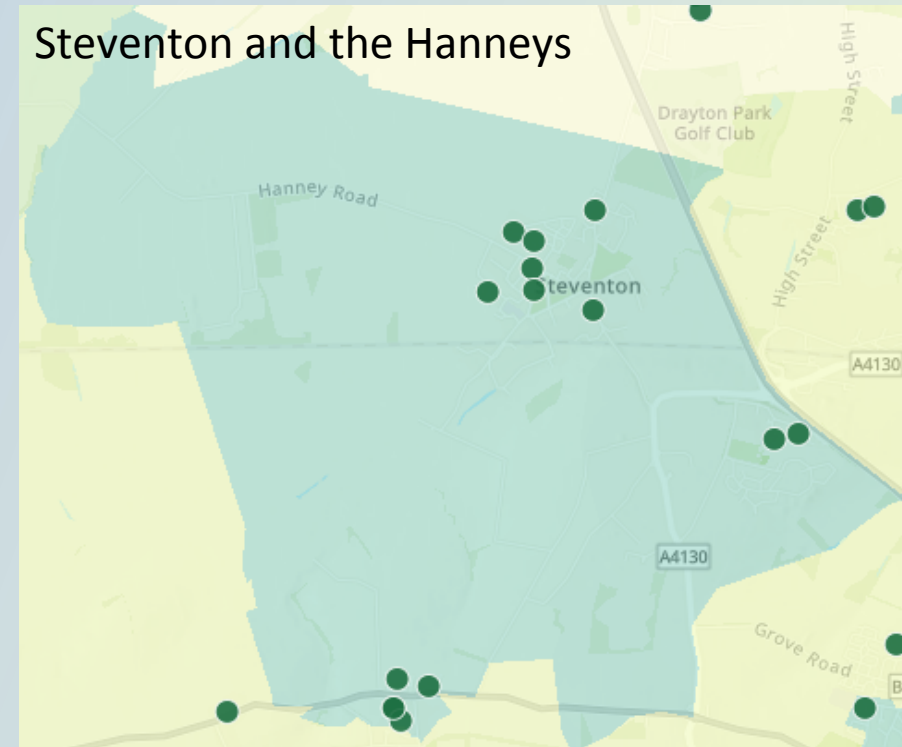 Steventon and the Hanneys
High Street
Drayton Park
Golf Club
Hanney Road
High Street
Steventon
A4130
A4130
Grove Road
B